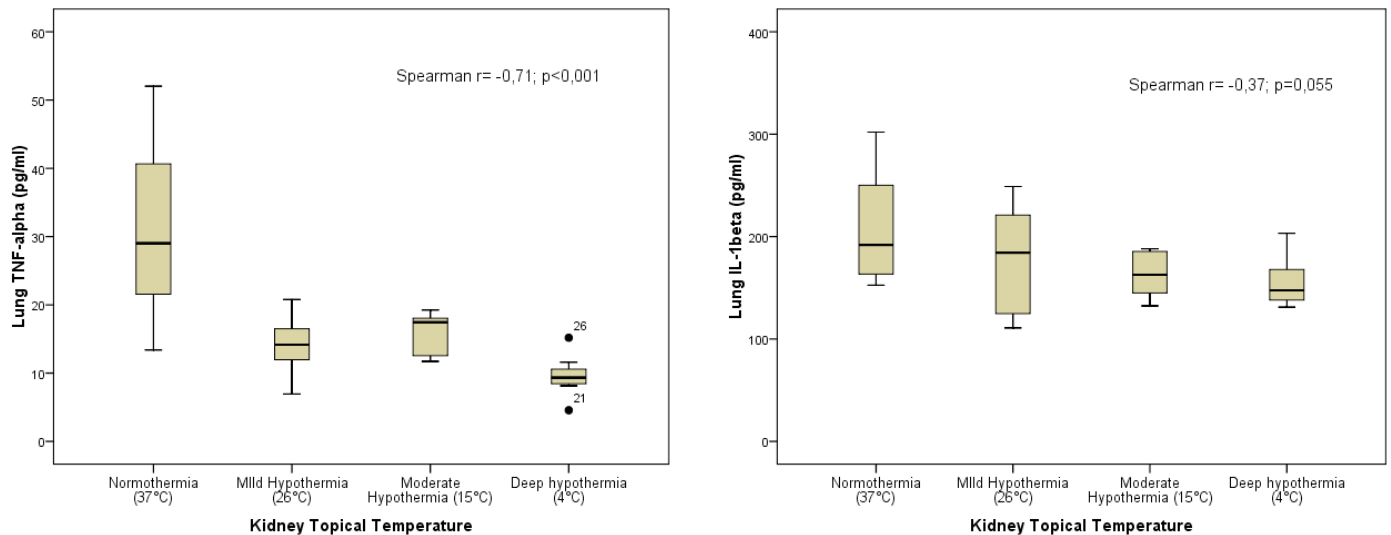 60
50
40
30
20
10
0
Lung TNF-alpha (pg/ml)
Spearman r= -0,71; p<0,001
26
21
Normothermia
(37°C)
MIld Hypothermia
(26°C)
Moderate
Hypothermia (15°C)
Deep hypothermia
(4°C)
Kidney Topical Temperature
400
300
200
100
0
Lung IL-1beta (pg/ml)
Spearman r= -0,37; p=0,055
Normothermia
(37°C)
MIld Hypothermia
(26°C)
Moderate
Hypothermia (15°C)
Deep hypothermia
(4°C)
Kidney Topical Temperature